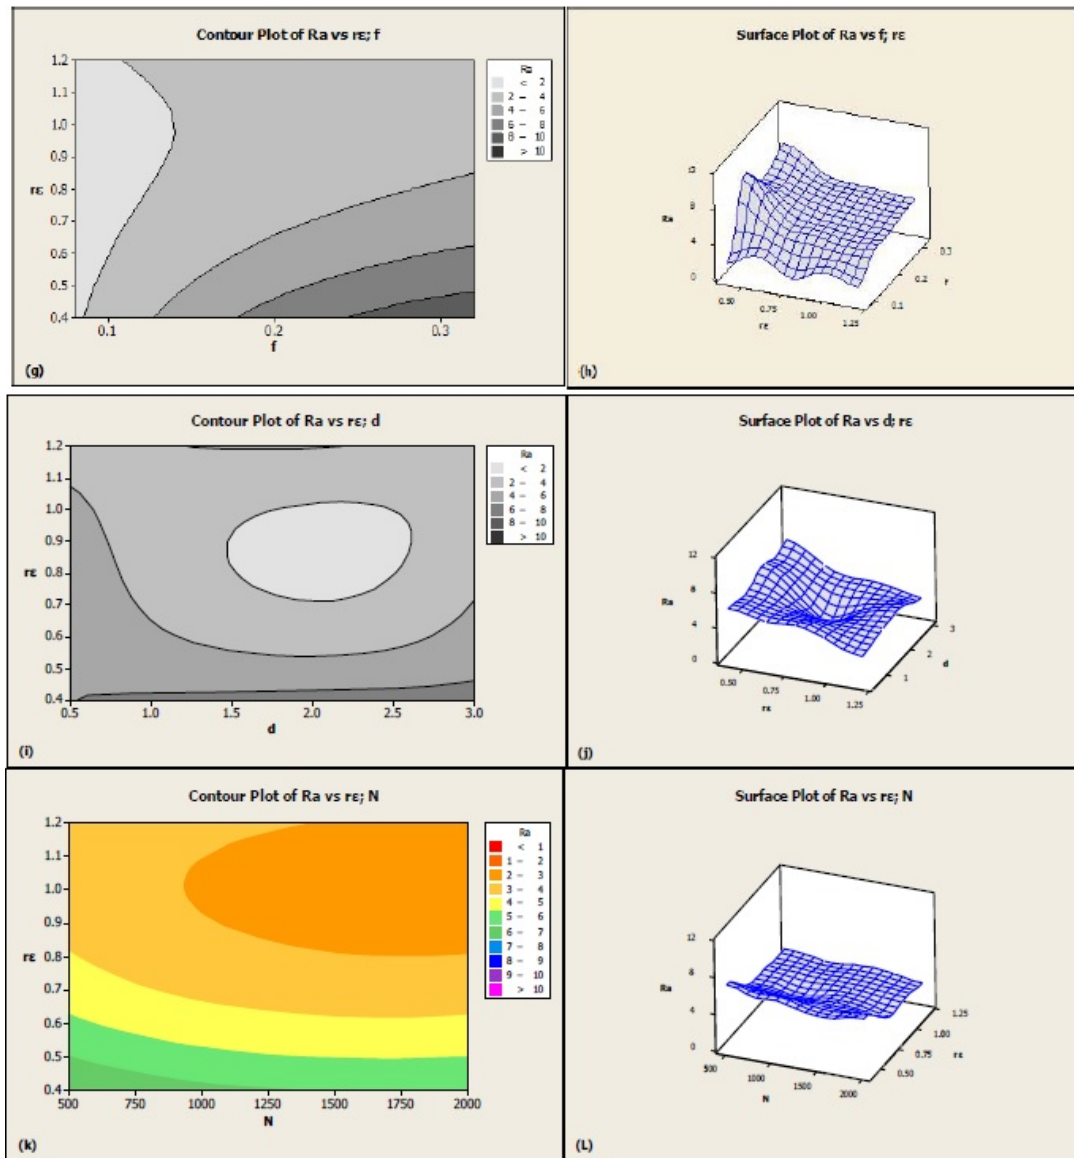 Contour Plot of Ra vs rε; f
1.2
1.1
1.0
0.9
rε 0.8
0.7
0.6
0.5
0.4
0.1 0.2 0.3
f
Ra
< 2
2 – 4
4 – 6
6 – 8
8 – 10
> 10
(g)
Surface Plot of Ra vs f; rε
12
8
Ra
4
0
0.50 0.75 1.00 1.25
rε
0.1
0.2
0.3
f
(h)
Contour Plot of Ra vs rε; d
1.2
1.1
1.0
0.9
rε 0.8
0.7
0.6
0.5
0.4
0.5 1.0 1.5 2.0 2.5 3.0
d
Ra
< 2
2 – 4
4 – 6
6 – 8
8 – 10
> 10
(i)
Surface Plot of Ra vs d; rε
12
8
Ra
4
0
0.50 0.75 1.00 1.25
rε
1
2
3
d
(j)
Contour Plot of Ra vs rε; N
1.2
1.1
1.0
0.9
rε 0.8
0.7
0.6
0.5
0.4
500 750 1000 1250 1500 1750 2000
N
Ra
< 1
1 – 2
2 – 3
3 – 4
4 – 5
5 – 6
6 – 7
7 – 8
8 – 9
9 – 10
> 10
(k)
Surface Plot of Ra vs rε; N
12
8
Ra
4
0
500 1000 1500 2000
N
0.50
0.75
1.00
1.25
rε
(L)